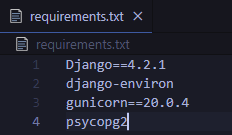 requirements.txt
requirements.txt
1 Django==4.2.1
2 django-environ
3 gunicorn==20.0.4
4 psycopg2